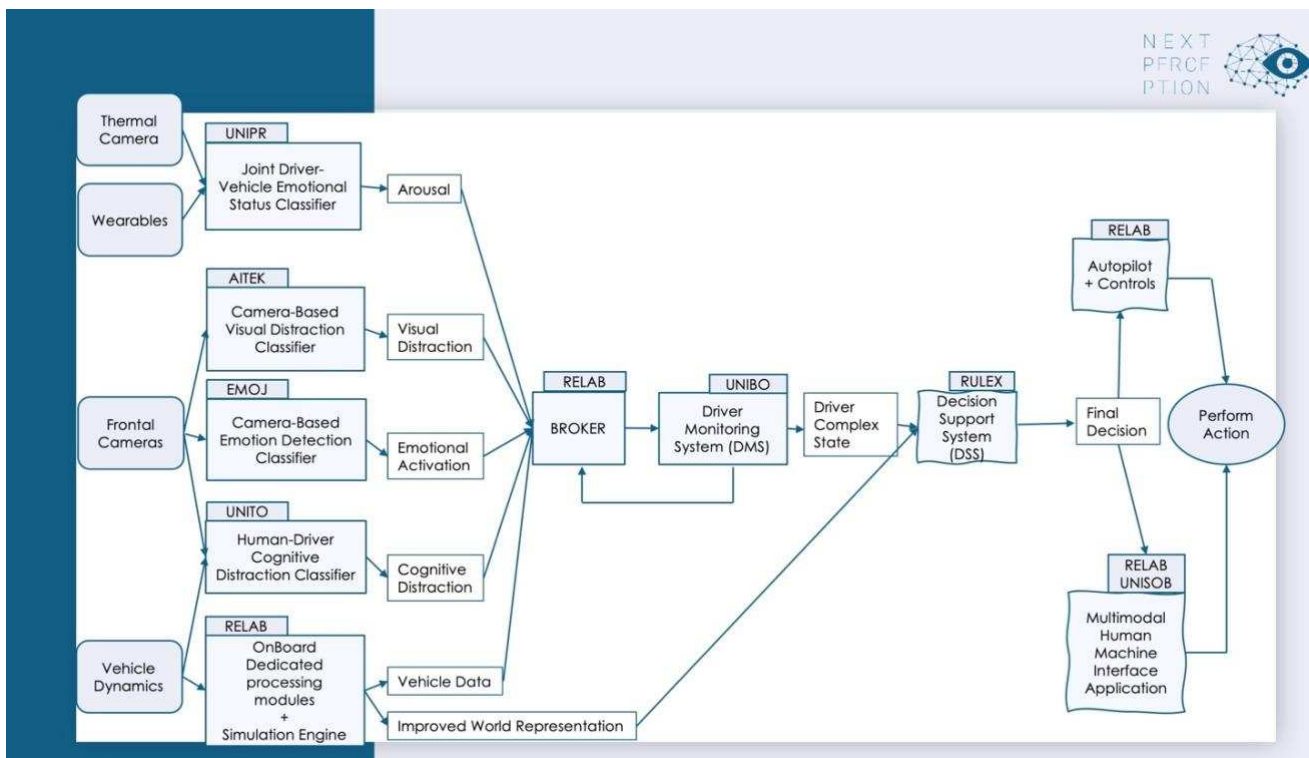 NEXT
PERCE
PTION
Thermal
Camera
Wearables
Frontal
Cameras
Vehicle
Dynamics
UNIPR
Joint Driver-
Vehicle Emotional
Status Classifier
AITEK
Camera-Based
Visual Distraction
Classifier
EMOJ
Camera-Based
Emotion Detection
Classifier
UNITO
Human-Driver
Cognitive
Distraction Classifier
RELAB
OnBoard
Dedicated
processing
modules
+
Simulation Engine
Arousal
Visual
Distraction
Emotional
Activation
Cognitive
Distraction
Vehicle Data
Improved World Representation
RELAB
BROKER
UNIBO
Driver
Monitoring
System (DMS)
Driver
Complex
State
RULEX
Decision
Support
System
(DSS)
Final
Decision
RELAB
Autopilot
+ Controls
RELAB
UNISOB
Multimodal
Human
Machine
Interface
Application
Perform
Action